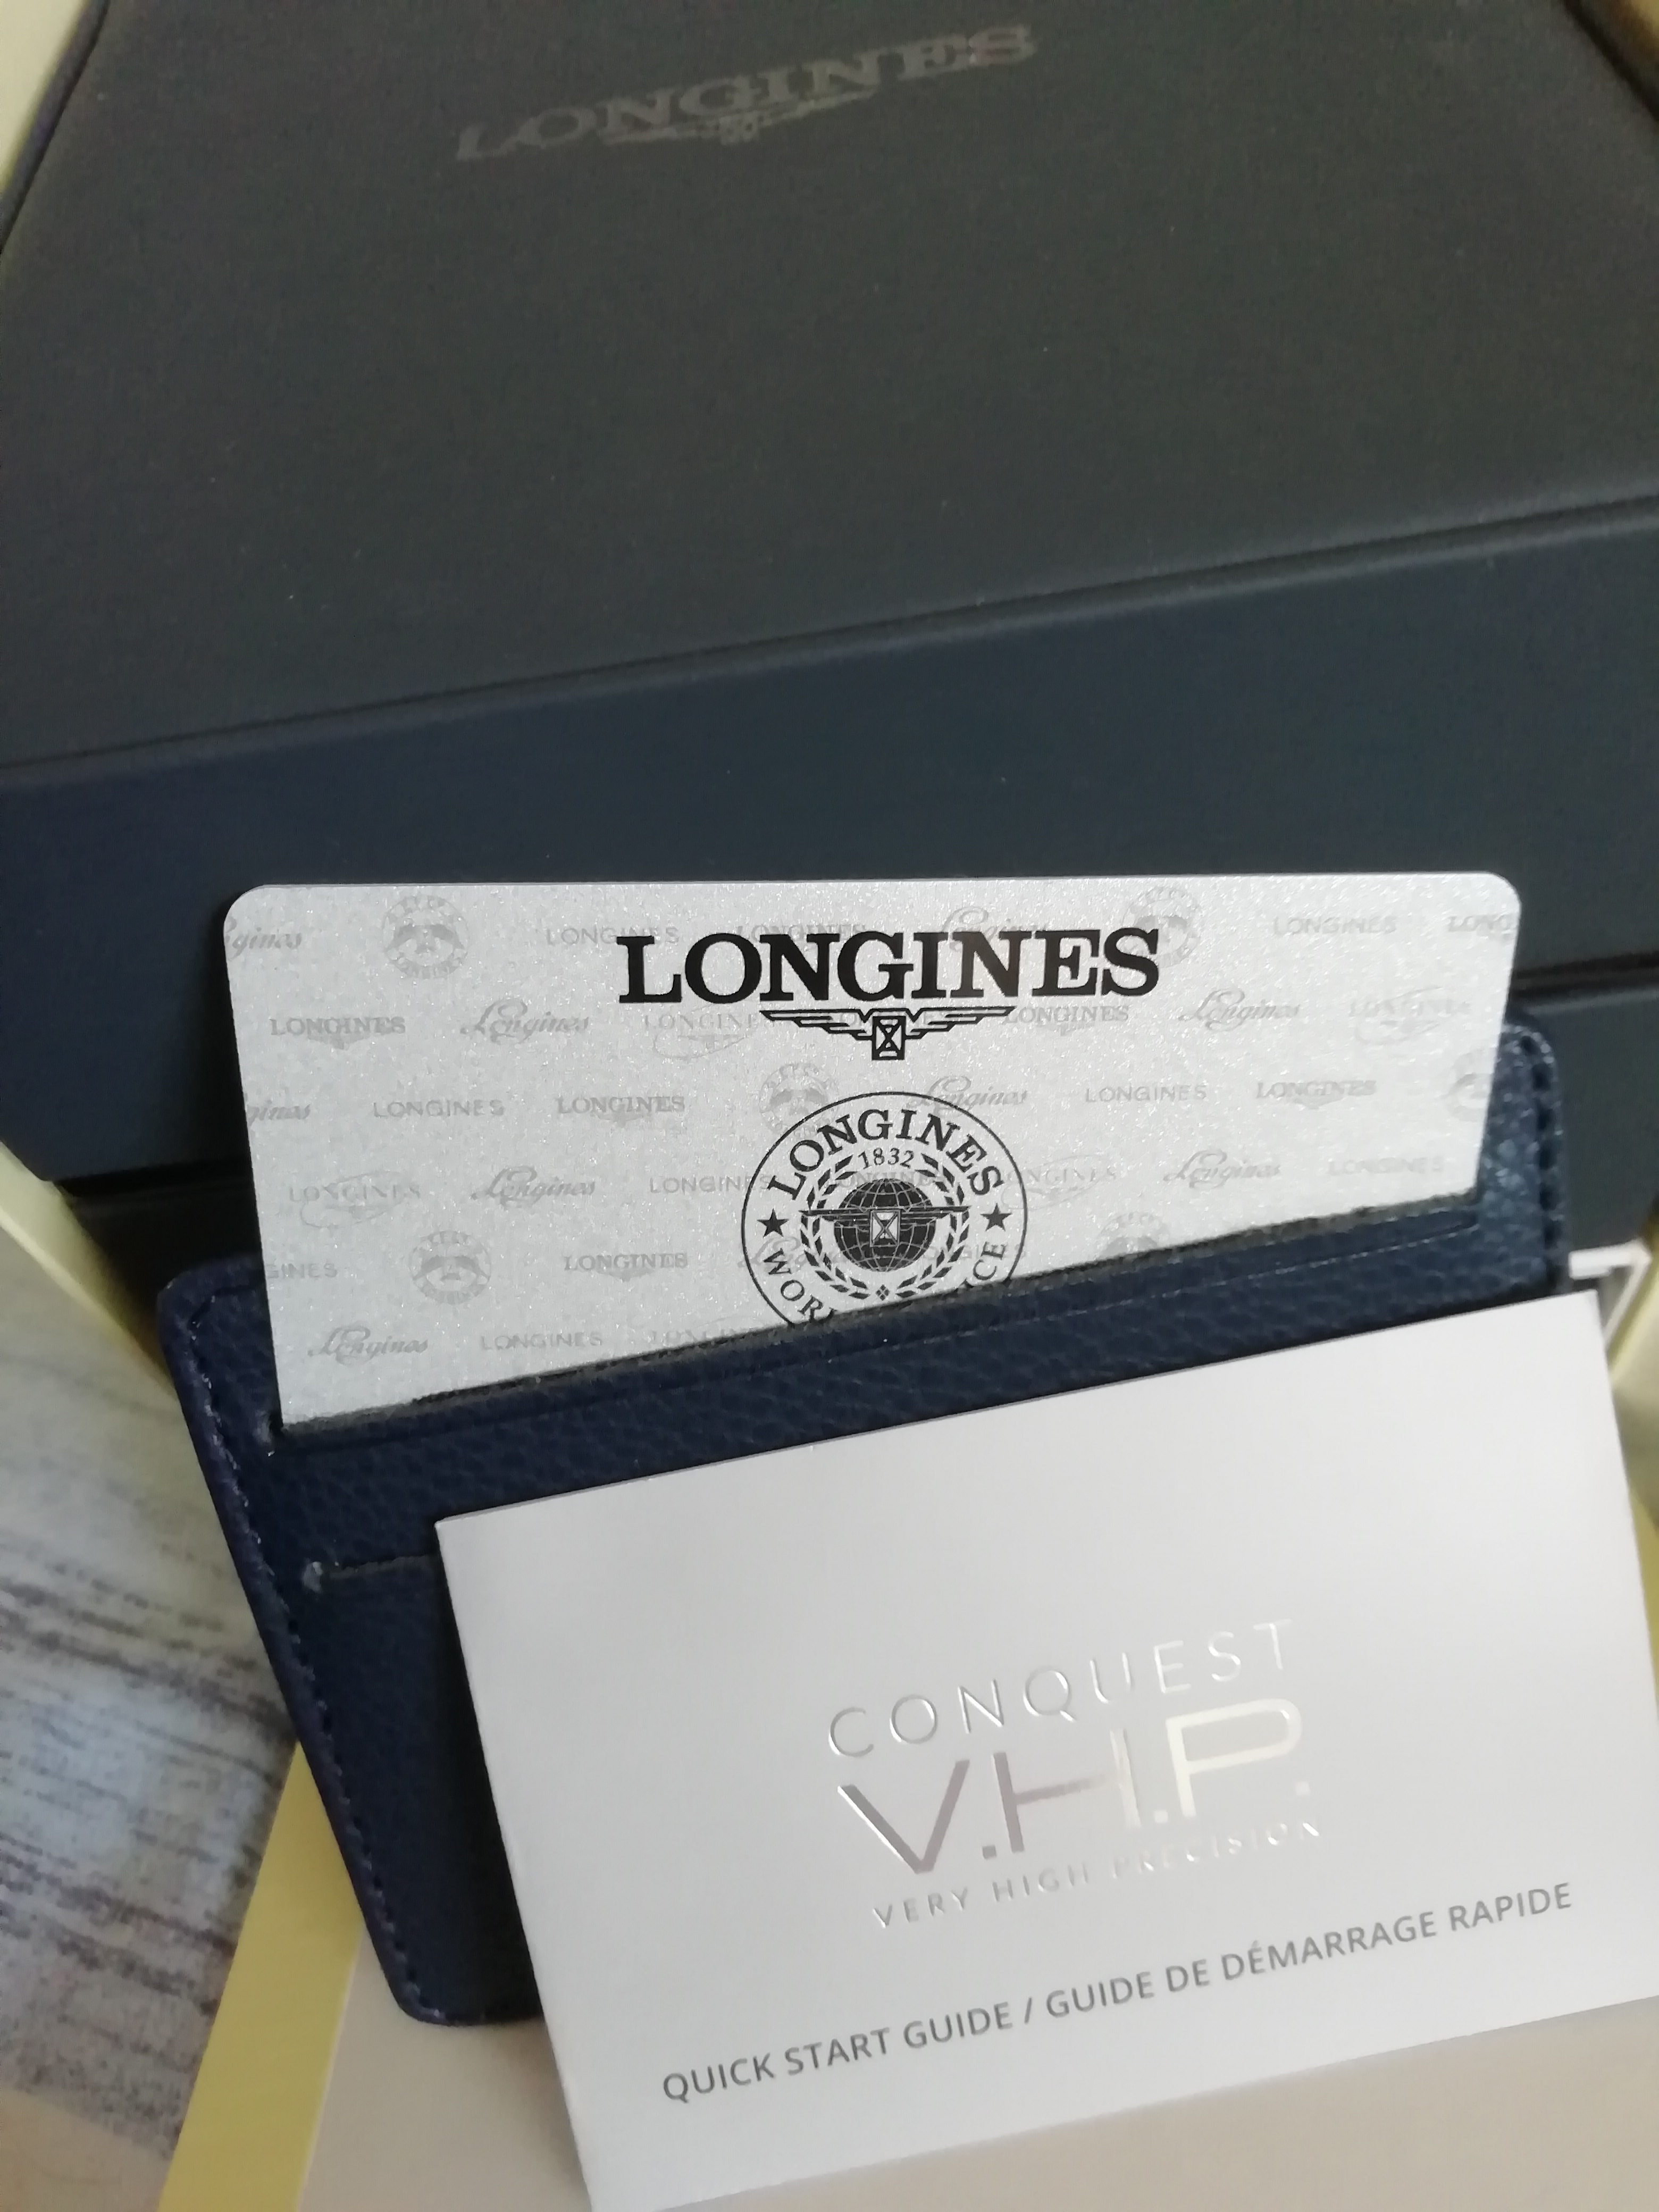 LONGINES
LONGINES
LONGINES
1832
CONQUEST
V.H.P.
VERY HIGH PRECISION
QUICK START GUIDE / GUIDE DE DÉMARRAGE RAPIDE